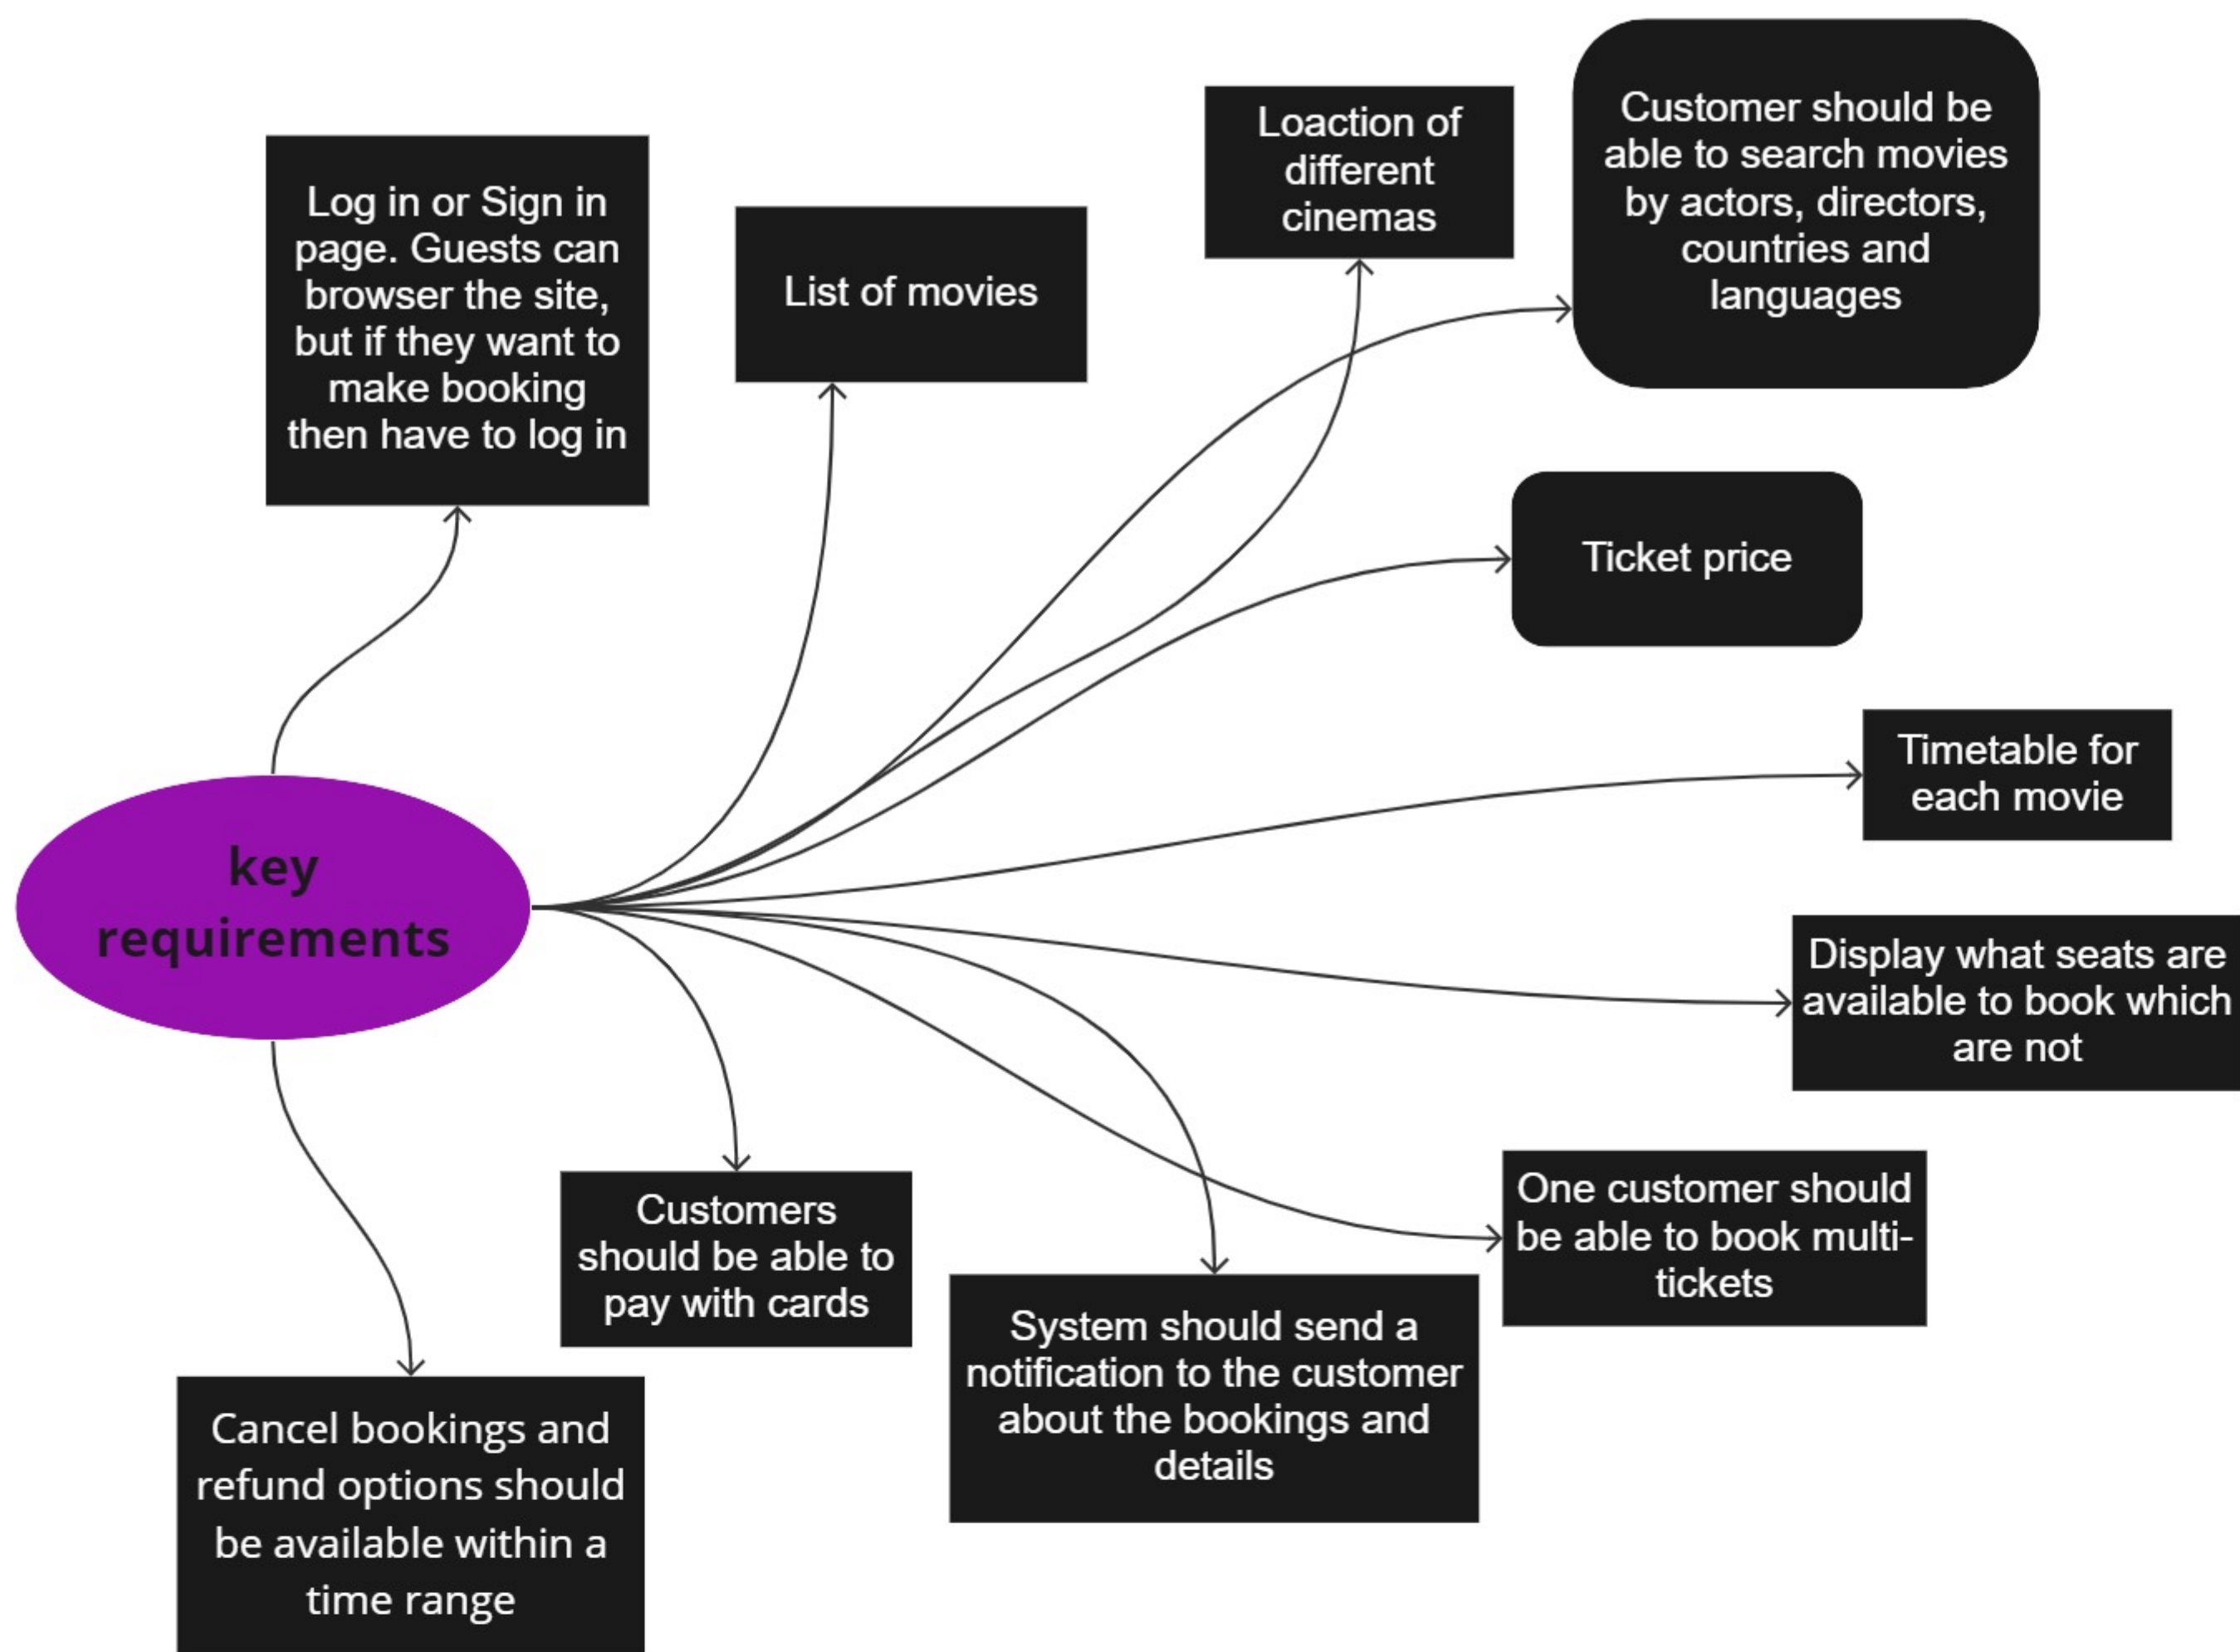 Loaction of
different
cinemas
Customer should be
able to search movies
by actors, directors,
countries and
languages
Log in or Sign in
page. Guests can
browser the site,
but if they want to
make booking
then have to log in
List of movies
Ticket price
Timetable for
each movie
key
requirements
Display what seats are
available to book which
are not
One customer should
be able to book multi-
tickets
Customers
should be able to
pay with cards
System should send a
notification to the customer
about the bookings and
details
Cancel bookings and
refund options should
be available within a
time range